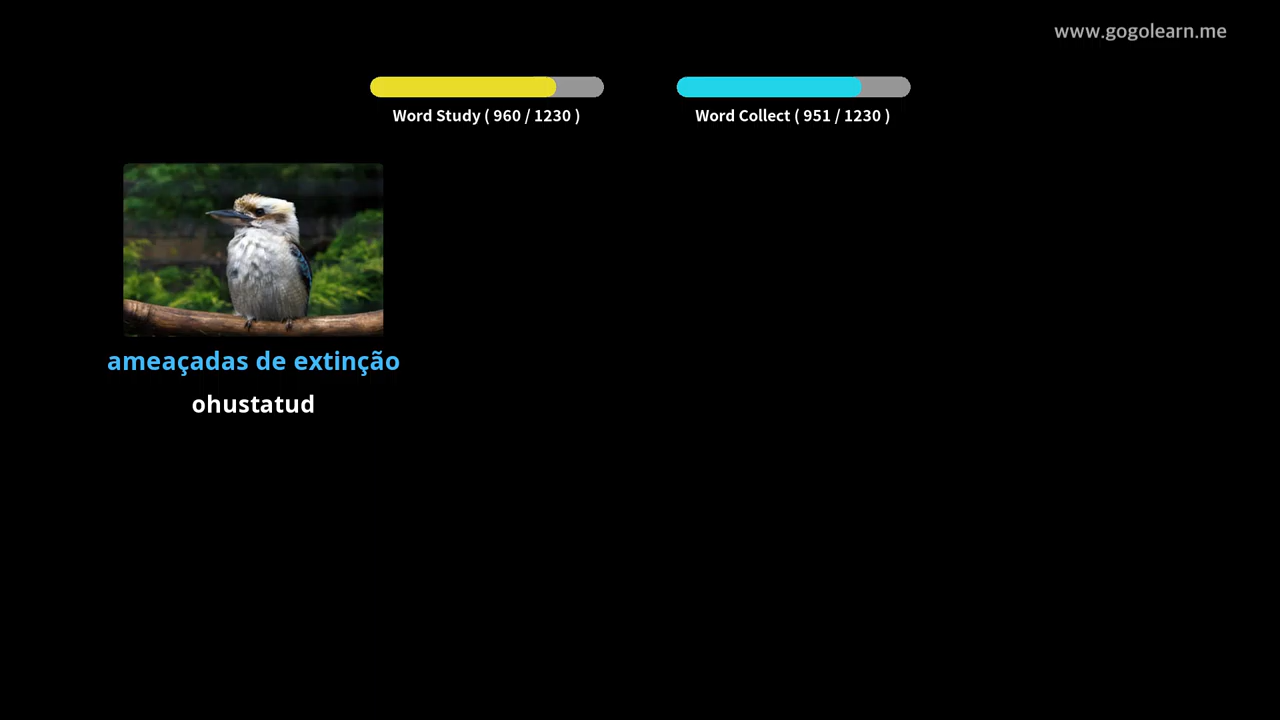 www.gogolearn.me
Word Study ( 960 / 1230 )
Word Collect ( 951 / 1230 )
ameaçadas de extinção
ohustatud